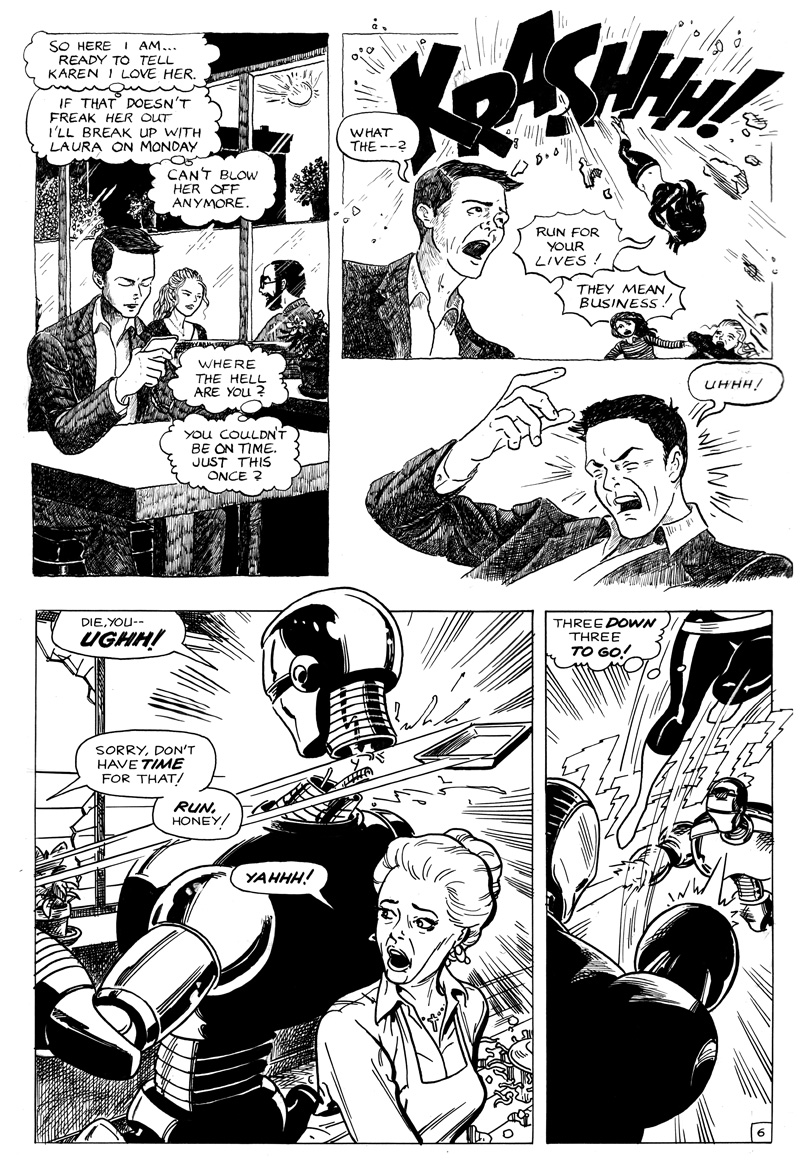 SO HERE I AM...
READY TO TELL
KAREN I LOVE HER.
IF THAT DOESN'T
FREAK HER OUT
I'LL BREAK UP WITH
LAURA ON MONDAY
CAN'T BLOW
HER OFF
ANYMORE.
WHERE
THE HELL
ARE YOU?
YOU COULDN'T
BE ON TIME.
JUST THIS
ONCE?
KRASHHH!
WHAT
THE--?
RUN FOR
YOUR
LIVES!
THEY MEAN
BUSINESS!
UHHH!
DIE, YOU--
UGHH!
SORRY, DON'T
HAVE TIME
FOR THAT!
RUN,
HONEY!
YAHHH!
THREE DOWN
THREE
TO GO!
6